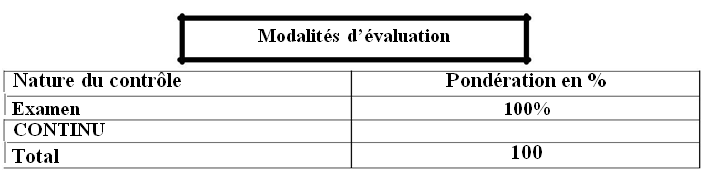 Modalités d'évaluation
Nature du contrôle Pondération en %
Examen 100%
CONTINU
Total 100